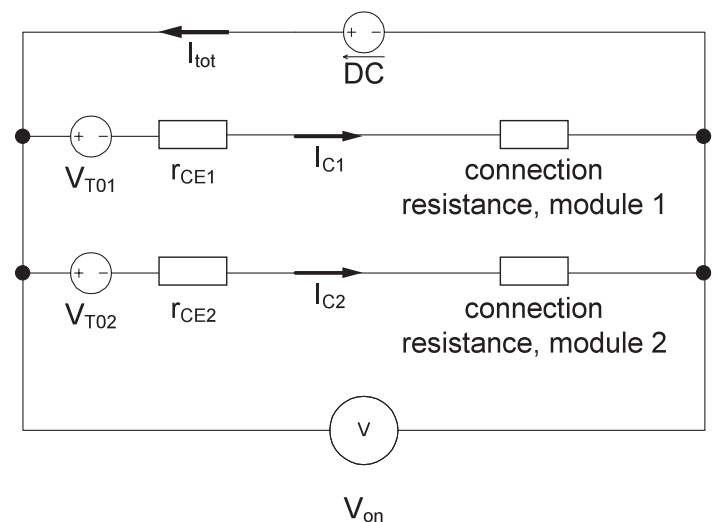 + −
I_tot
DC
+ −
V_T01 r_CE1 I_C1 connection
resistance, module 1
+ −
V_T02 r_CE2 I_C2 connection
resistance, module 2
V
V_on